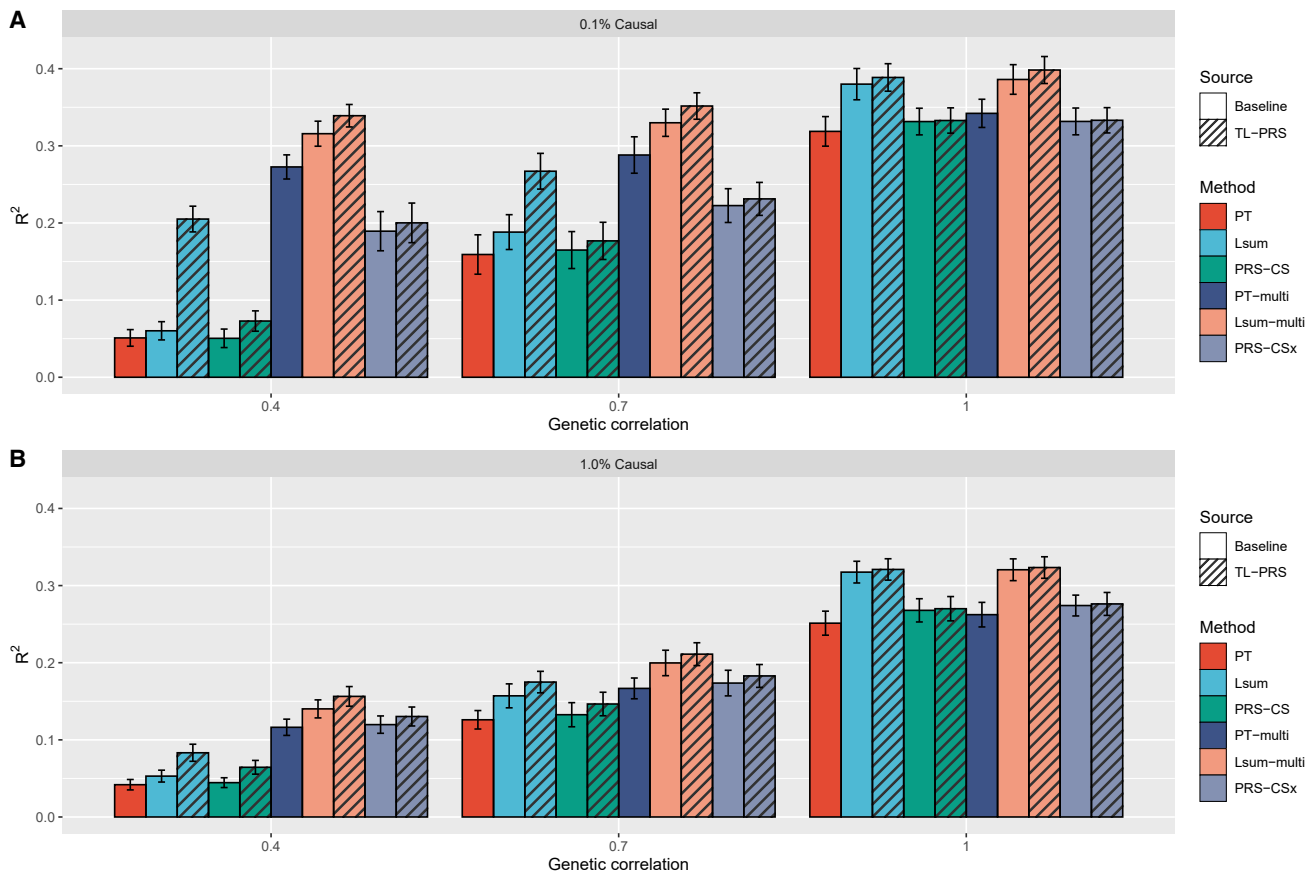 A
0.1% Causal
0.4
0.3
0.2
0.1
0.0
R²
0.4
0.7
1
Genetic correlation
Source
Baseline
TL−PRS
Method
PT
Lsum
PRS−CS
PT−multi
Lsum−multi
PRS−CSx
B
1.0% Causal
0.4
0.3
0.2
0.1
0.0
R²
0.4
0.7
1
Genetic correlation
Source
Baseline
TL−PRS
Method
PT
Lsum
PRS−CS
PT−multi
Lsum−multi
PRS−CSx